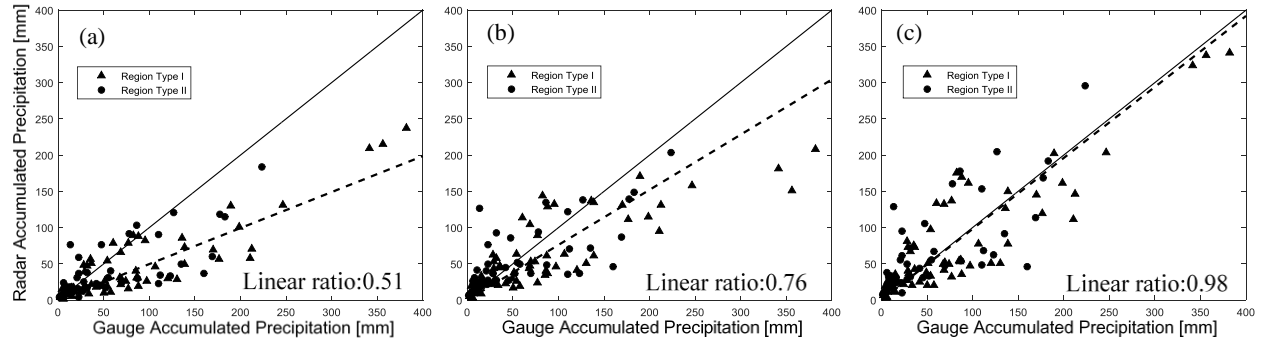 (a)
Region Type I
Region Type II
Linear ratio:0.51
Radar Accumulated Precipitation [mm]
400
350
300
250
200
150
100
50
0
0 50 100 150 200 250 300 350 400
Gauge Accumulated Precipitation [mm]
(b)
Region Type I
Region Type II
Linear ratio:0.76
400
350
300
250
200
150
100
50
0
0 50 100 150 200 250 300 350 400
Gauge Accumulated Precipitation [mm]
(c)
Region Type I
Region Type II
Linear ratio:0.98
400
350
300
250
200
150
100
50
0
0 50 100 150 200 250 300 350 400
Gauge Accumulated Precipitation [mm]